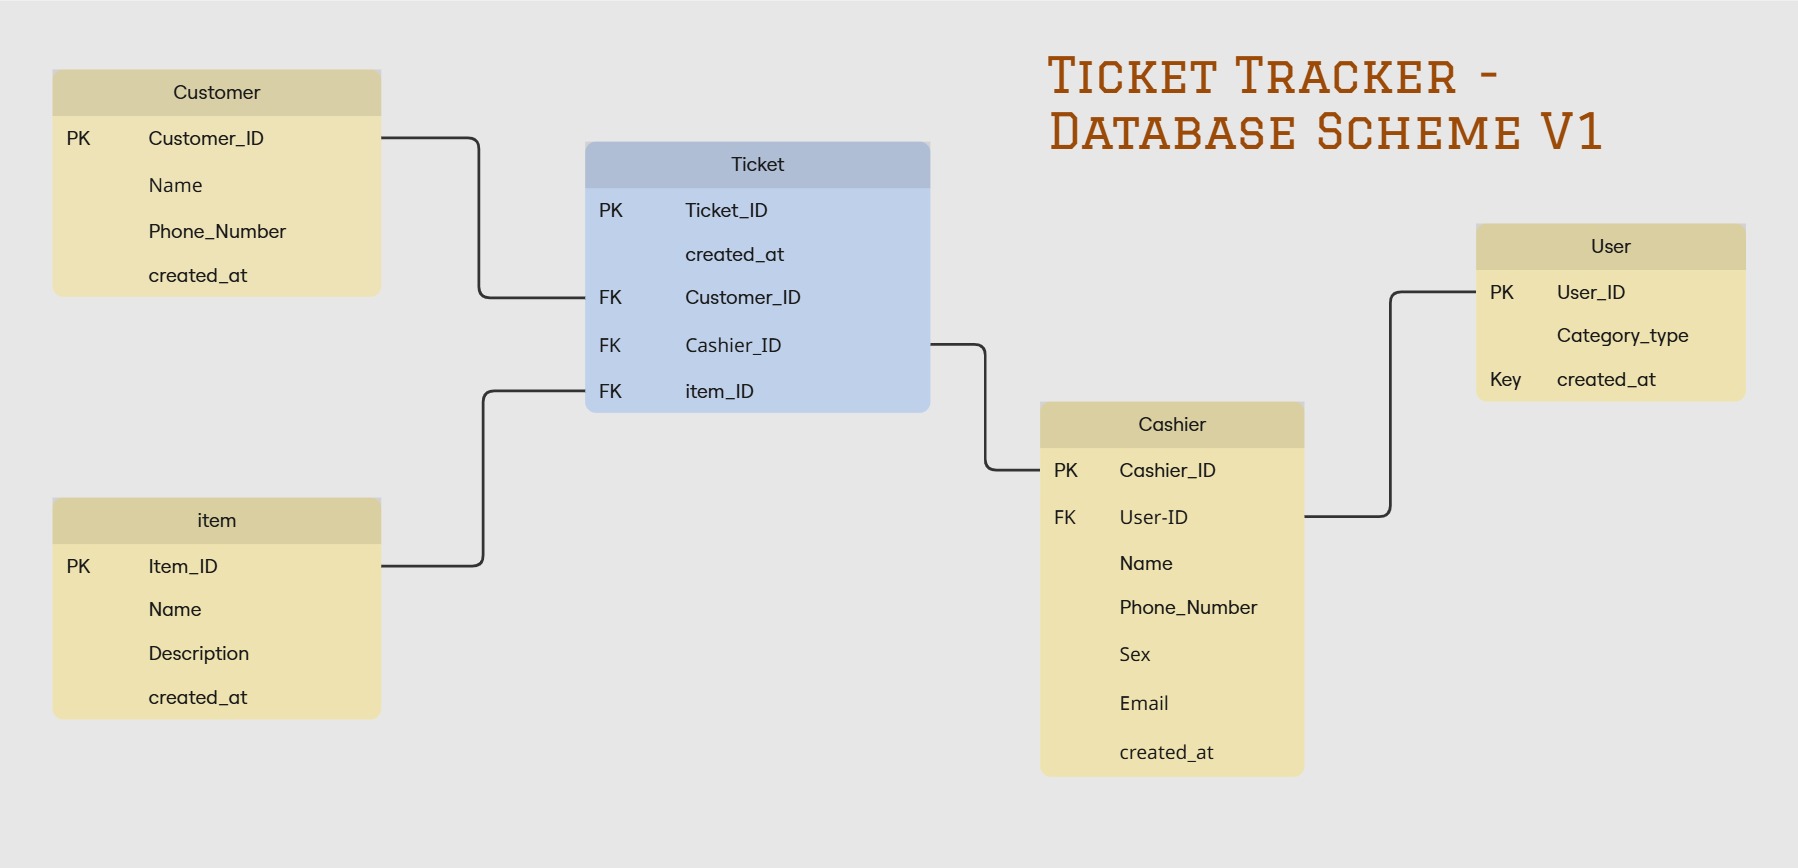 Ticket Tracker -
Database Scheme V1
Customer
PK Customer_ID
Name
Phone_Number
created_at
Ticket
PK Ticket_ID
created_at
FK Customer_ID
FK Cashier_ID
FK item_ID
User
PK User_ID
Category_type
Key created_at
item
PK Item_ID
Name
Description
created_at
Cashier
PK Cashier_ID
FK User-ID
Name
Phone_Number
Sex
Email
created_at